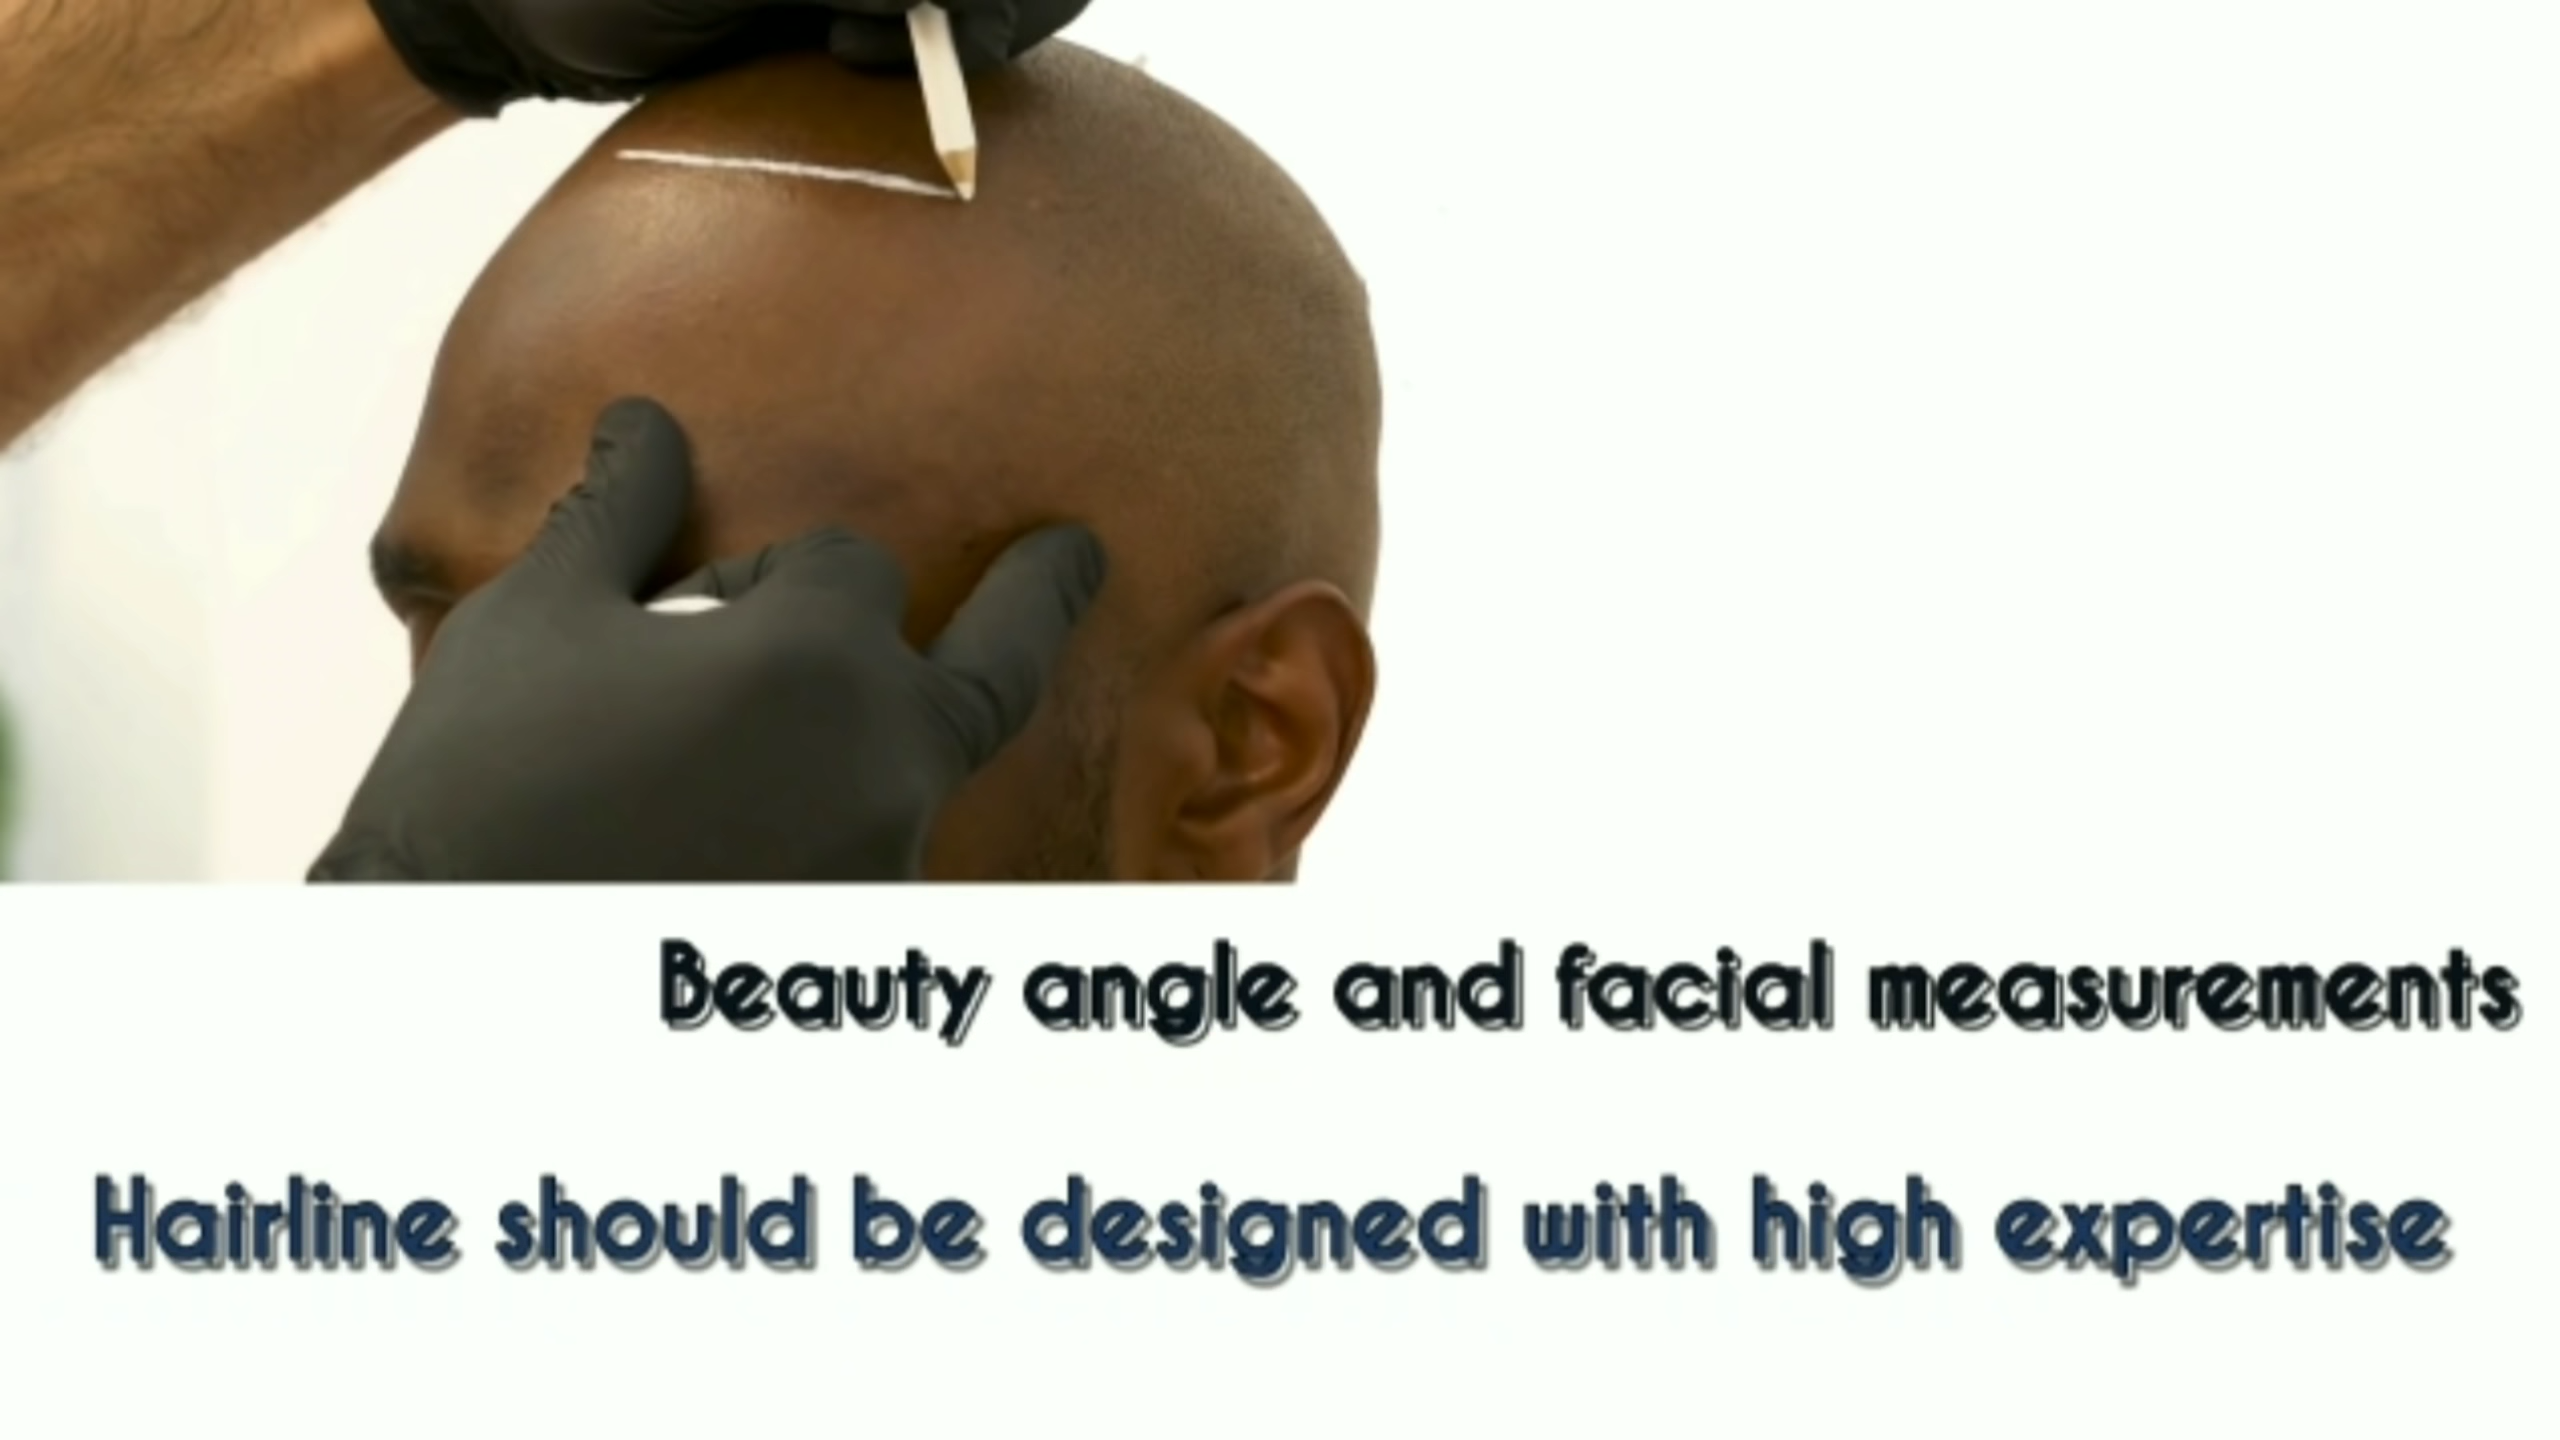 Beauty angle and facial measurements
Hairline should be designed with high expertise